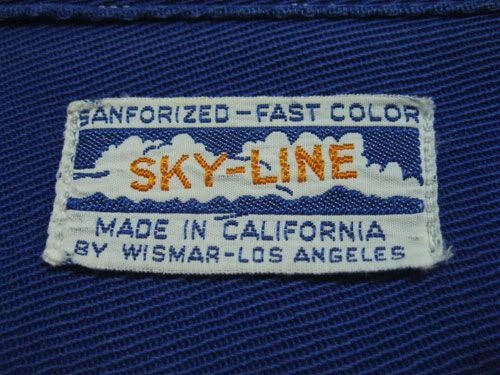 SANFORIZED - FAST COLOR
SKY-LINE
MADE IN CALIFORNIA
BY WISMAR-LOS ANGELES